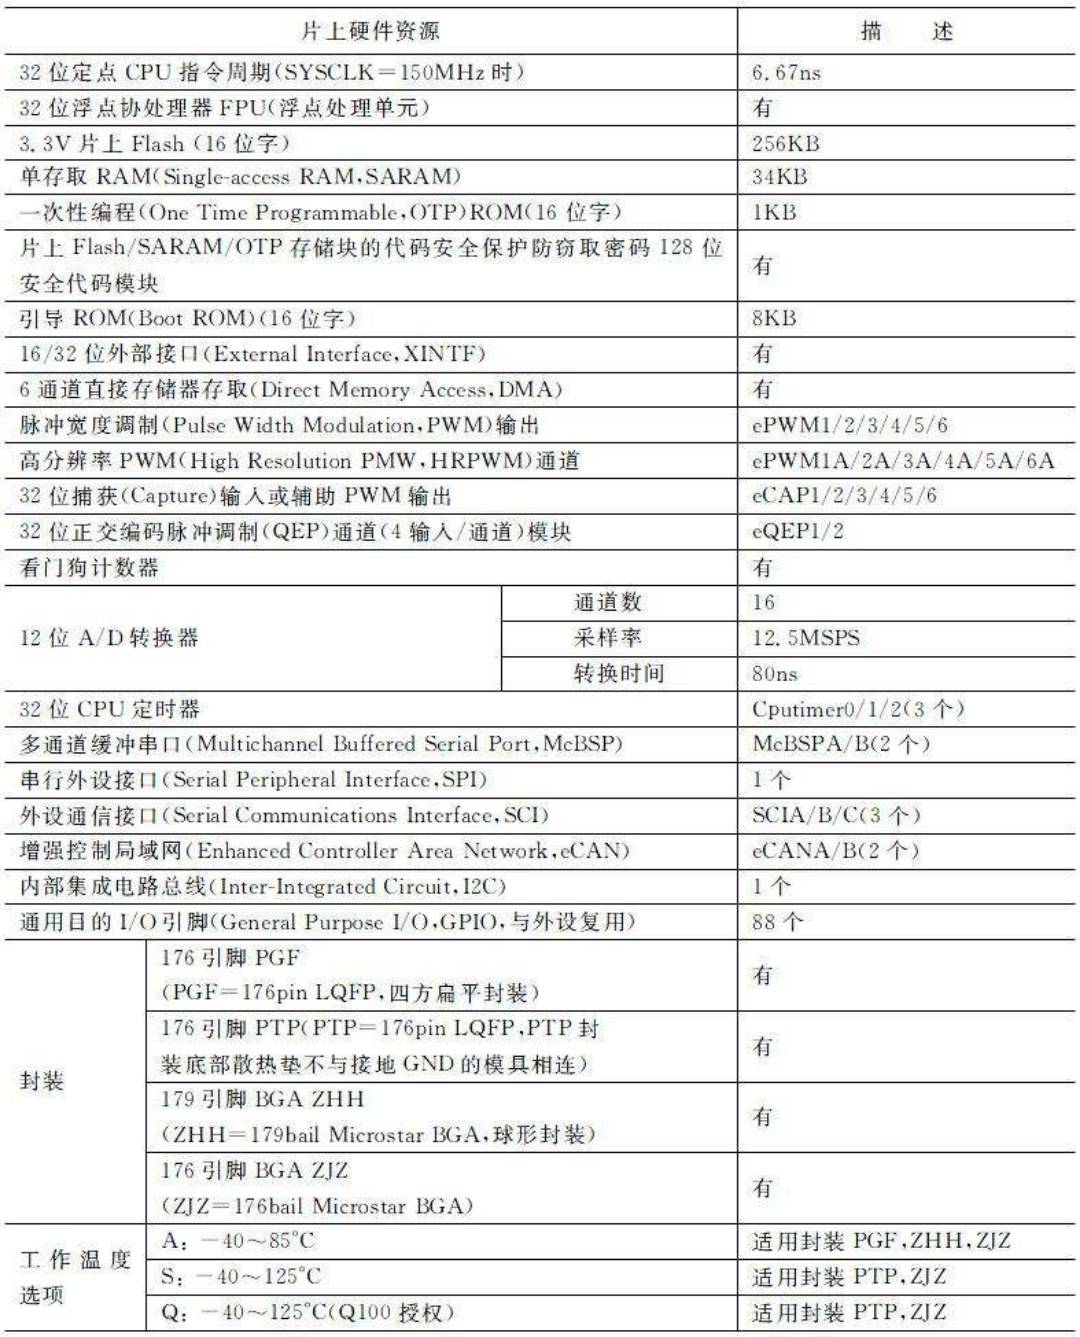 片上硬件资源 描 述
32 位定点 CPU 指令周期(SYSCLK=150MHz 时) 6.67ns
32 位浮点协处理器 FPU(浮点处理单元) 有
3.3V 片上 Flash (16 位字) 256KB
单存取 RAM(Single-access RAM,SARAM) 34KB
一次性编程(One Time Programmable,OTP)ROM(16 位字) 1KB
片上 Flash/SARAM/OTP 存储块的代码安全保护防窃取密码 128 位
安全代码模块 有
引导 ROM(Boot ROM)(16 位字) 8KB
16/32 位外部接口(External Interface,XINTF) 有
6 通道直接存储器存取(Direct Memory Access,DMA) 有
脉冲宽度调制(Pulse Width Modulation,PWM)输出 ePWM1/2/3/4/5/6
高分辨率 PWM(High Resolution PMW,HRPWM)通道 ePWM1A/2A/3A/4A/5A/6A
32 位捕获(Capture)输入或辅助 PWM 输出 eCAP1/2/3/4/5/6
32 位正交编码脉冲调制(QEP)通道(4 输入/通道)模块 eQEP1/2
看门狗计数器 有
12 位 A/D 转换器 通道数 16
采样率 12.5MSPS
转换时间 80ns
32 位 CPU 定时器 Cputimer0/1/2(3 个)
多通道缓冲串口(Multichannel Buffered Serial Port,McBSP) McBSPA/B(2 个)
串行外设接口(Serial Peripheral Interface,SPI) 1 个
外设通信接口(Serial Communications Interface,SCI) SCIA/B/C(3 个)
增强控制局域网(Enhanced Controller Area Network,eCAN) eCANA/B(2 个)
内部集成电路总线(Inter-Integrated Circuit,I2C) 1 个
通用目的 I/O 引脚(General Purpose I/O,GPIO,与外设复用) 88 个
封装
176 引脚 PGF
(PGF=176pin LQFP,四方扁平封装) 有
176 引脚 PTP(PTP=176pin LQFP,PTP 封
装底部散热垫不与接地 GND 的模具相连) 有
179 引脚 BGA ZHH
(ZHH=179bail Microstar BGA,球形封装) 有
176 引脚 BGA ZJZ
(ZJZ=176bail Microstar BGA) 有
工作温度
选项
A: -40~85℃ 适用封装 PGF,ZHH,ZJZ
S: -40~125℃ 适用封装 PTP,ZJZ
Q: -40~125℃(Q100 授权) 适用封装 PTP,ZJZ